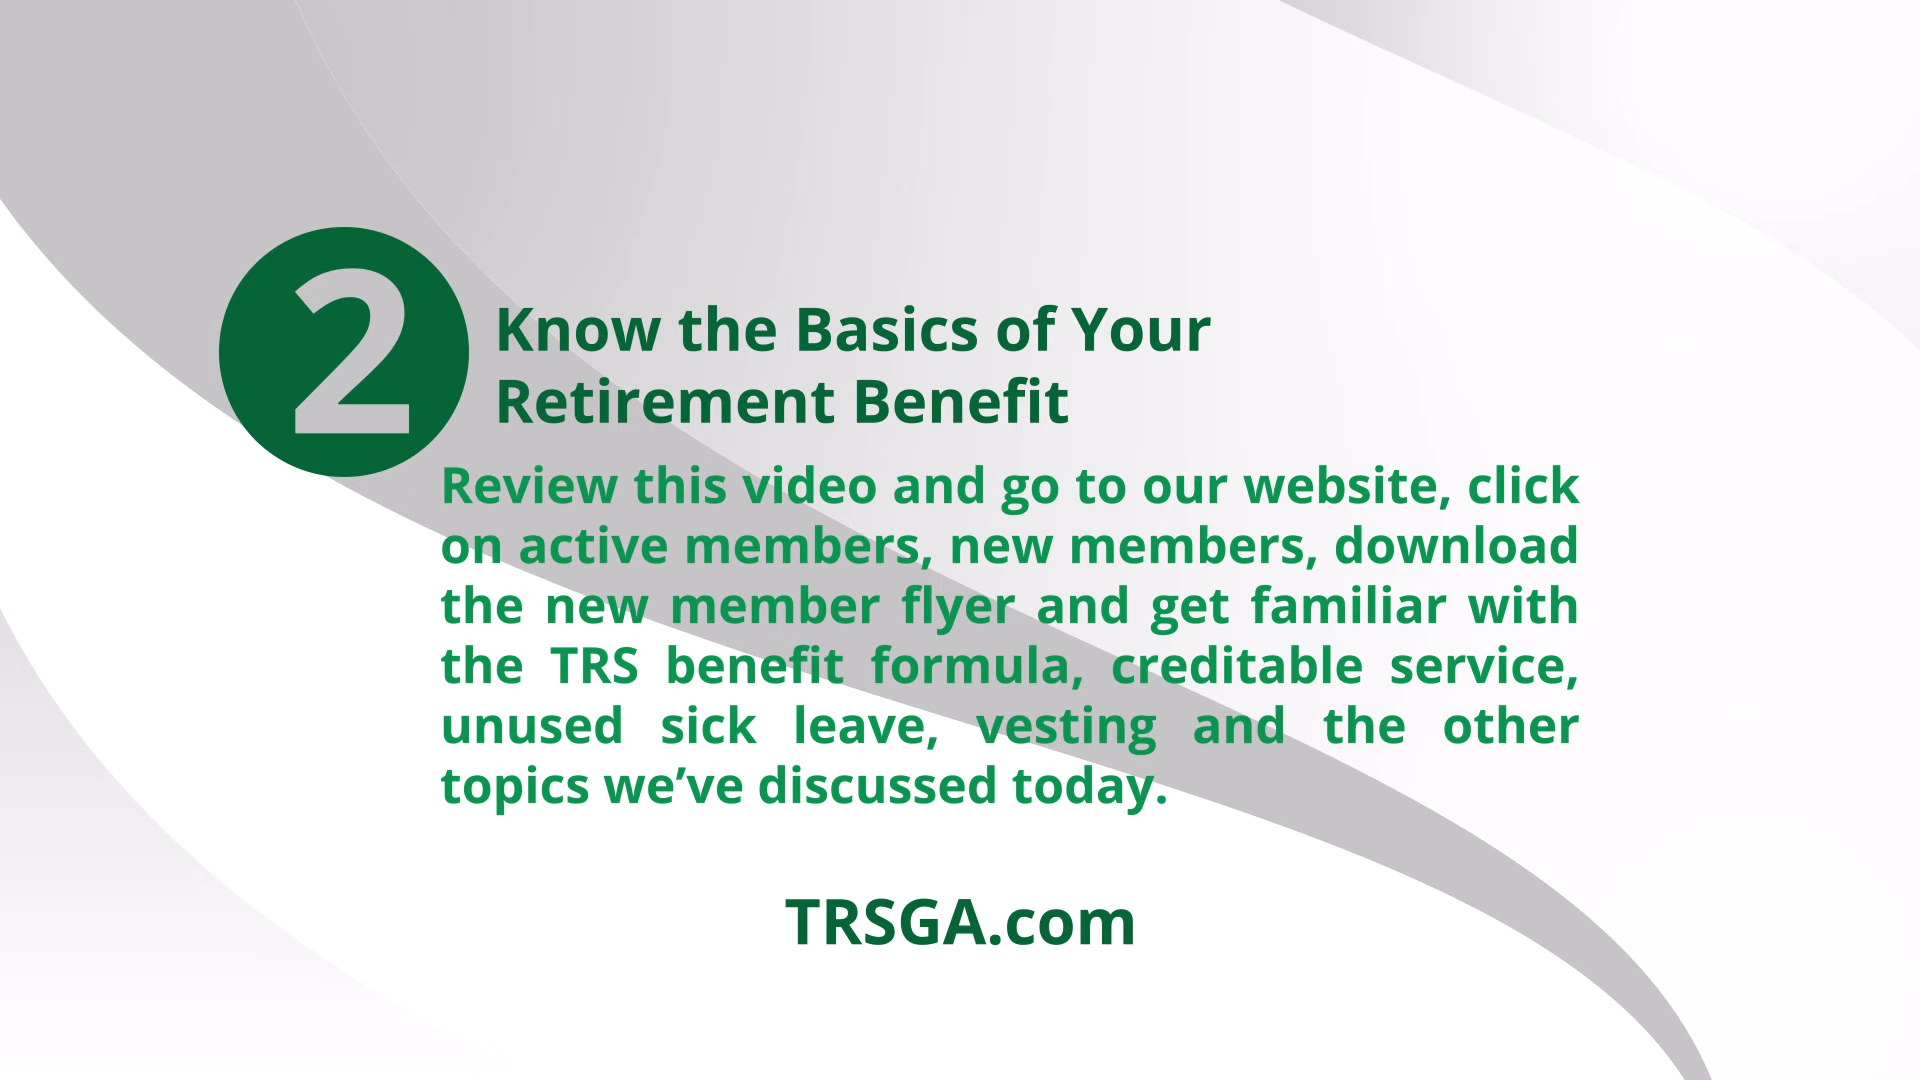 2
Know the Basics of Your
Retirement Benefit
Review this video and go to our website, click
on active members, new members, download
the new member flyer and get familiar with
the TRS benefit formula, creditable service,
unused sick leave, vesting and the other
topics we’ve discussed today.
TRSGA.com